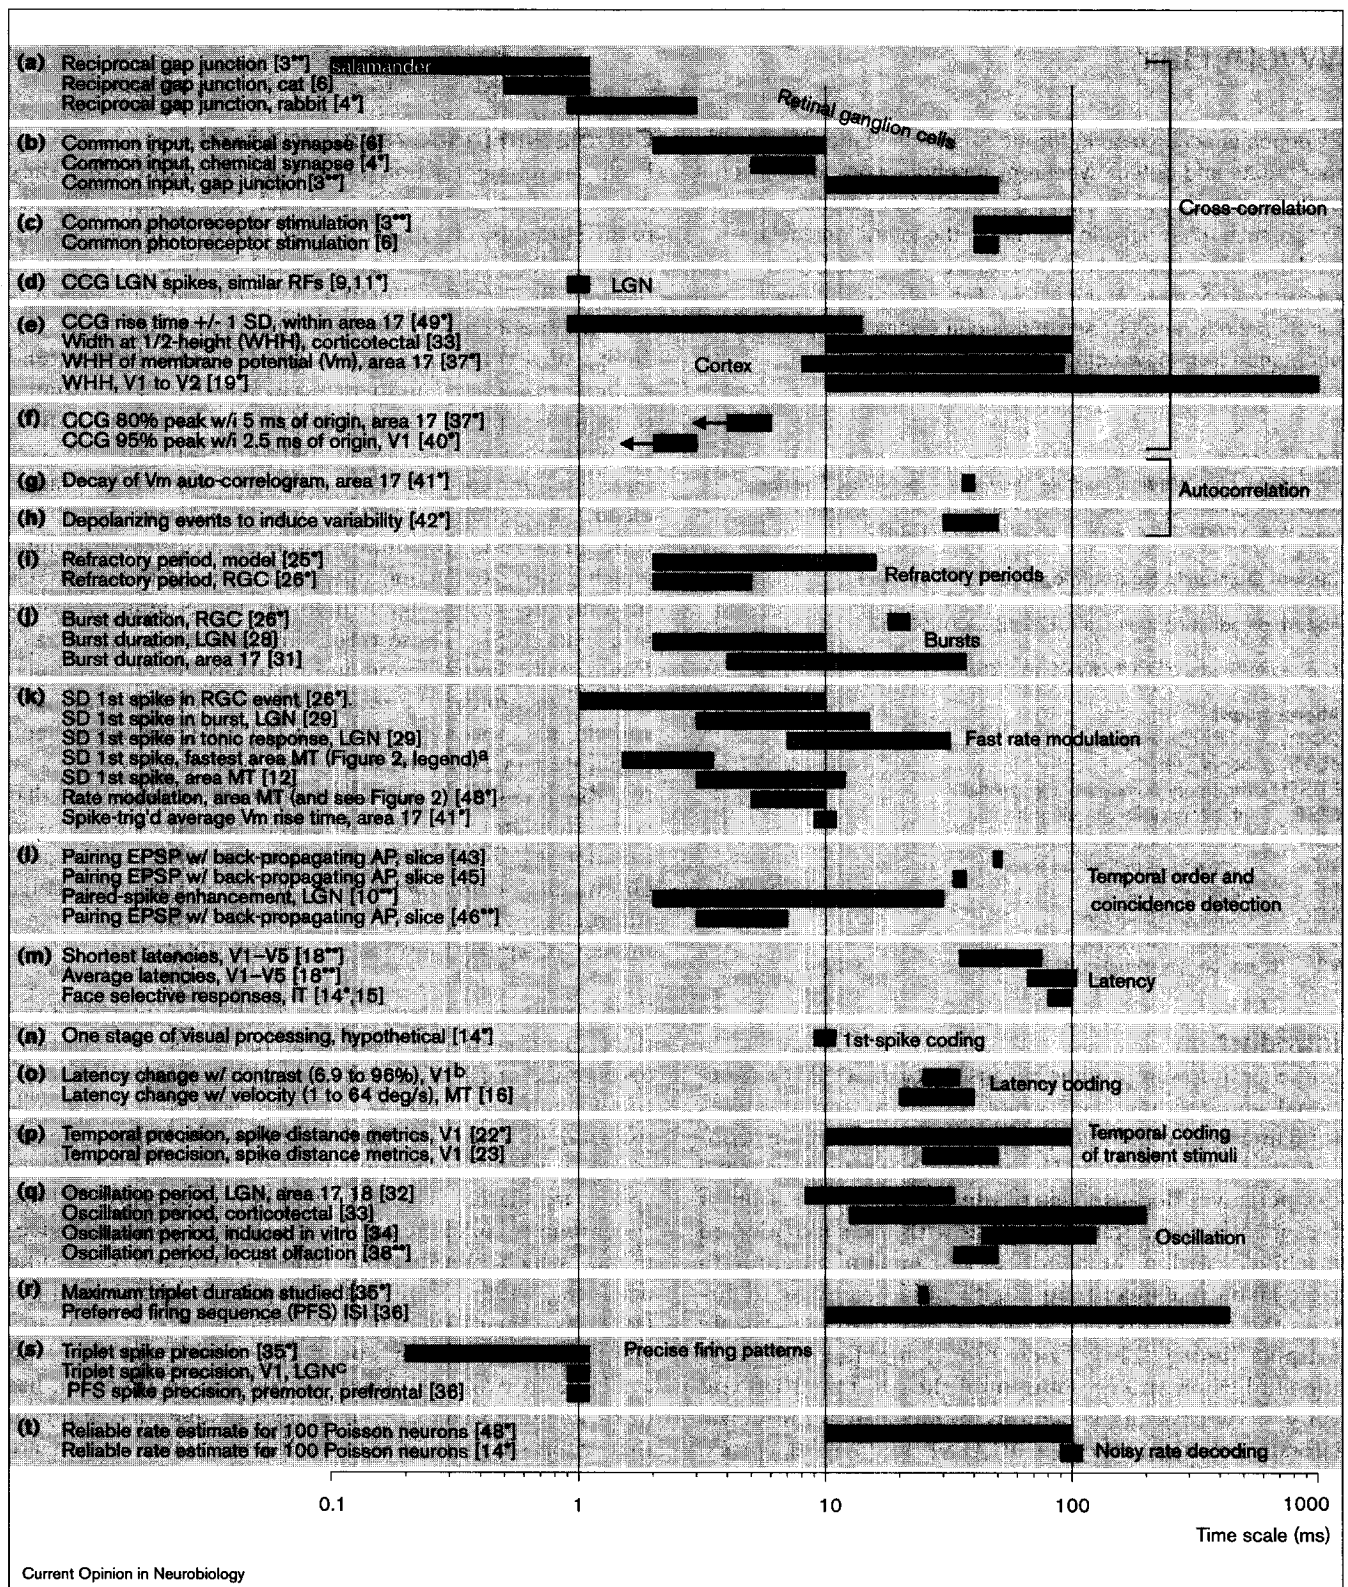 (a) Reciprocal gap junction [3••] salamander
Reciprocal gap junction, cat [6]
Reciprocal gap junction, rabbit [4•]
Retinal ganglion cells
(b) Common input, chemical synapse [6]
Common input, chemical synapse [4•]
Common input, gap junction[3••]
Cross-correlation
(c) Common photoreceptor stimulation [3••]
Common photoreceptor stimulation [6]
(d) CCG LGN spikes, similar RFs [9,11•] LGN
(e) CCG rise time +/- 1 SD, within area 17 [49•]
Width at 1/2-height (WHH), corticotectal [33]
WHH of membrane potential (Vm), area 17 [37•] Cortex
WHH, V1 to V2 [19•]
(f) CCG 80% peak w/i 5 ms of origin, area 17 [37•]
CCG 95% peak w/i 2.5 ms of origin, V1 [40•]
(g) Decay of Vm auto-correlogram, area 17 [41•] Autocorrelation
(h) Depolarizing events to induce variability [42•]
(i) Refractory period, model [25•] Refractory periods
Refractory period, RGC [26•]
(j) Burst duration, RGC [26•]
Burst duration, LGN [28] Bursts
Burst duration, area 17 [31]
(k) SD 1st spike in RGC event [26•].
SD 1st spike in burst, LGN [29]
SD 1st spike in tonic response, LGN [29] Fast rate modulation
SD 1st spike, fastest area MT (Figure 2, legend)a
SD 1st spike, area MT [12]
Rate modulation, area MT (and see Figure 2) [48•]
Spike-trig'd average Vm rise time, area 17 [41•]
(l) Pairing EPSP w/ back-propagating AP, slice [43]
Pairing EPSP w/ back-propagating AP, slice [45] Temporal order and
Paired-spike enhancement, LGN [10••] coincidence detection
Pairing EPSP w/ back-propagating AP, slice [46••]
(m) Shortest latencies, V1–V5 [18••]
Average latencies, V1–V5 [18••] Latency
Face selective responses, IT [14•,15]
(n) One stage of visual processing, hypothetical [14•] 1st-spike coding
(o) Latency change w/ contrast (6.9 to 96%), V1b Latency coding
Latency change w/ velocity (1 to 64 deg/s), MT [16]
(p) Temporal precision, spike distance metrics, V1 [22•] Temporal coding
Temporal precision, spike distance metrics, V1 [23] of transient stimuli
(q) Oscillation period, LGN, area 17, 18 [32]
Oscillation period, corticotectal [33]
Oscillation period, induced in vitro [34] Oscillation
Oscillation period, locust olfaction [38••]
(r) Maximum triplet duration studied [35•]
Preferred firing sequence (PFS) ISI [36]
(s) Triplet spike precision [35•] Precise firing patterns
Triplet spike precision, V1, LGNc
PFS spike precision, premotor, prefrontal [36]
(t) Reliable rate estimate for 100 Poisson neurons [48•]
Reliable rate estimate for 100 Poisson neurons [14•] Noisy rate decoding
0.1 1 10 100 1000
Time scale (ms)
Current Opinion in Neurobiology